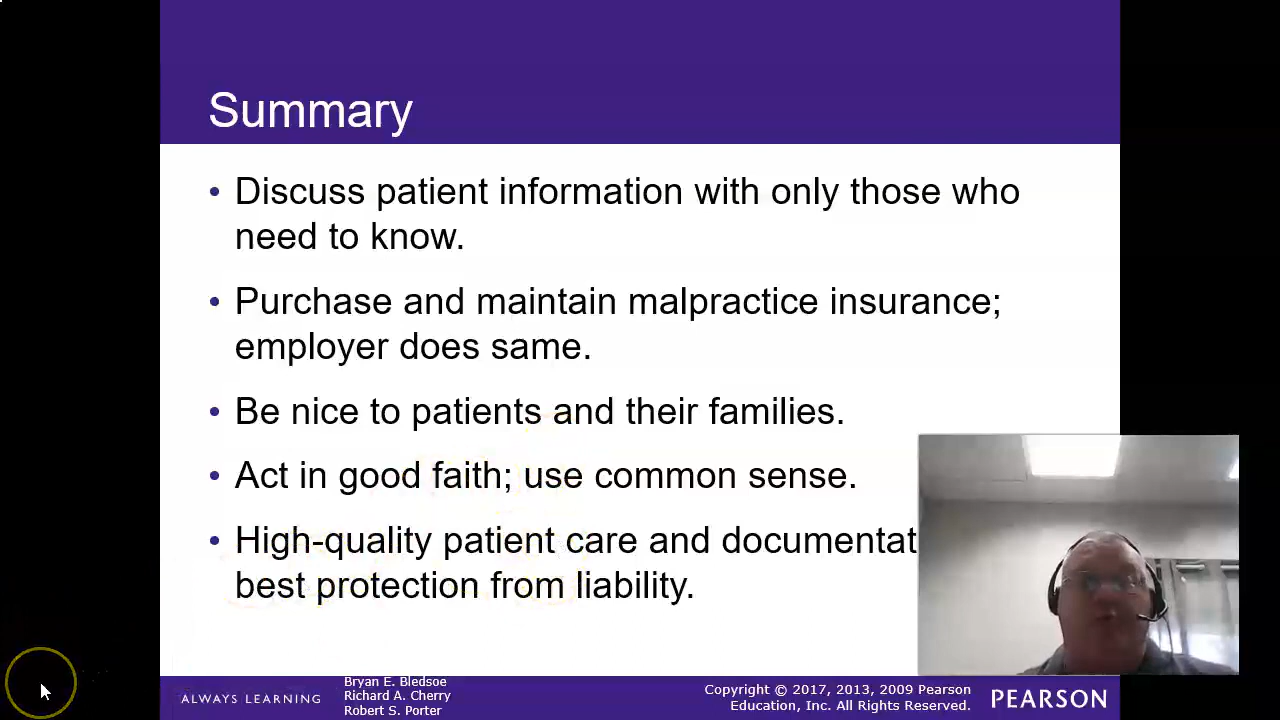 Summary
• Discuss patient information with only those who
need to know.
• Purchase and maintain malpractice insurance;
employer does same.
• Be nice to patients and their families.
• Act in good faith; use common sense.
• High-quality patient care and documentat
best protection from liability.
ALWAYS LEARNING
Bryan E. Bledsoe
Richard A. Cherry
Robert S. Porter
Copyright © 2017, 2013, 2009 Pearson
Education, Inc. All Rights Reserved.
PEARSON